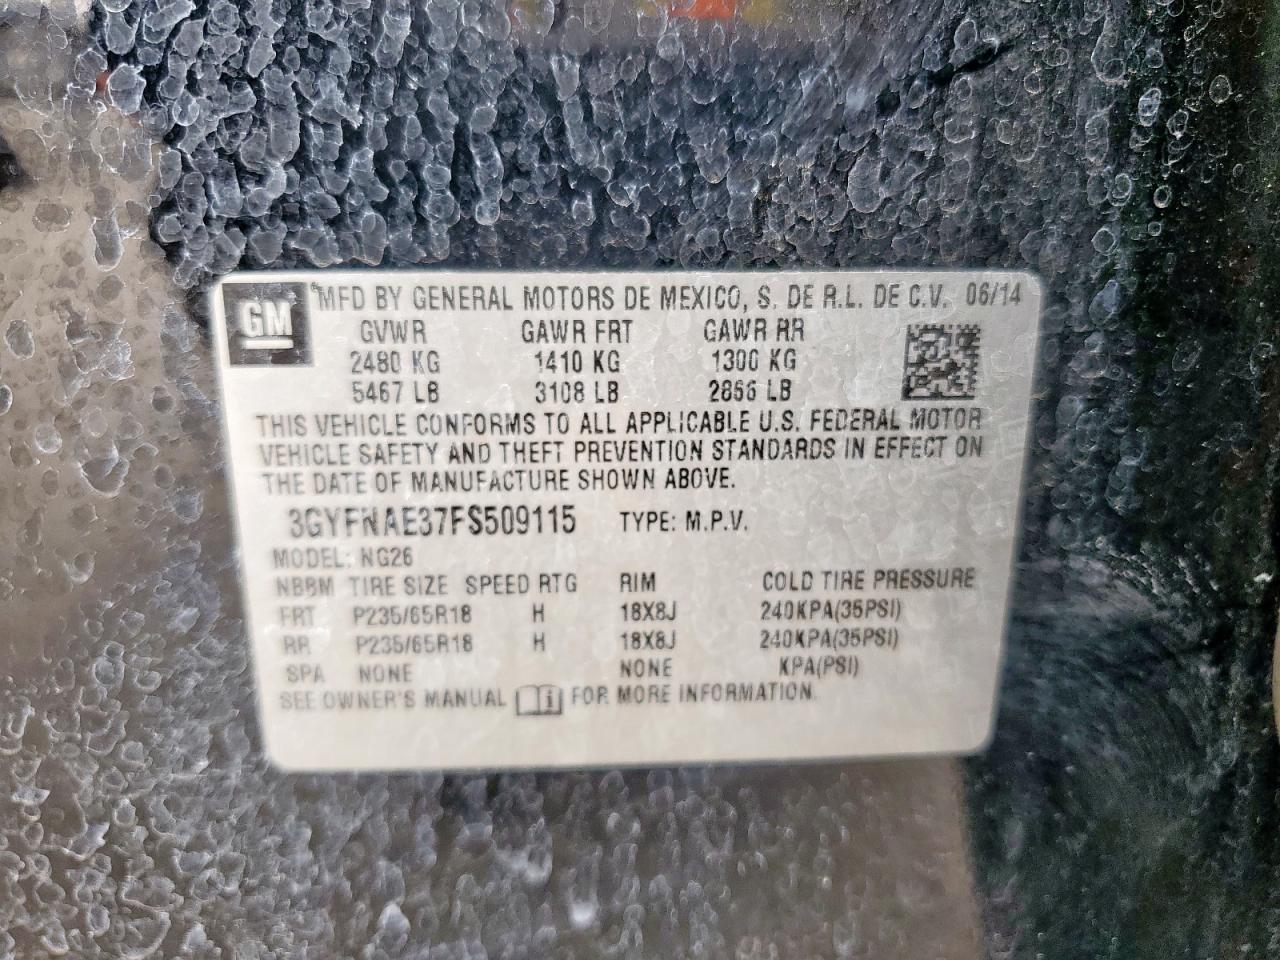 GM
MFD BY GENERAL MOTORS DE MEXICO, S. DE R.L. DE C.V. 06/14
GVWR GAWR FRT GAWR RR
2480 KG 1410 KG 1300 KG
5467 LB 3108 LB 2866 LB
THIS VEHICLE CONFORMS TO ALL APPLICABLE U.S. FEDERAL MOTOR
VEHICLE SAFETY AND THEFT PREVENTION STANDARDS IN EFFECT ON
THE DATE OF MANUFACTURE SHOWN ABOVE.
3GYFNAE37FS509115 TYPE: M.P.V.
MODEL: NG26
NBBM TIRE SIZE SPEED RTG RIM COLD TIRE PRESSURE
FRT P235/65R18 H 18X8J 240KPA(35PSI)
RR P235/65R18 H 18X8J 240KPA(35PSI)
SPA NONE NONE KPA(PSI)
SEE OWNER'S MANUAL i FOR MORE INFORMATION.